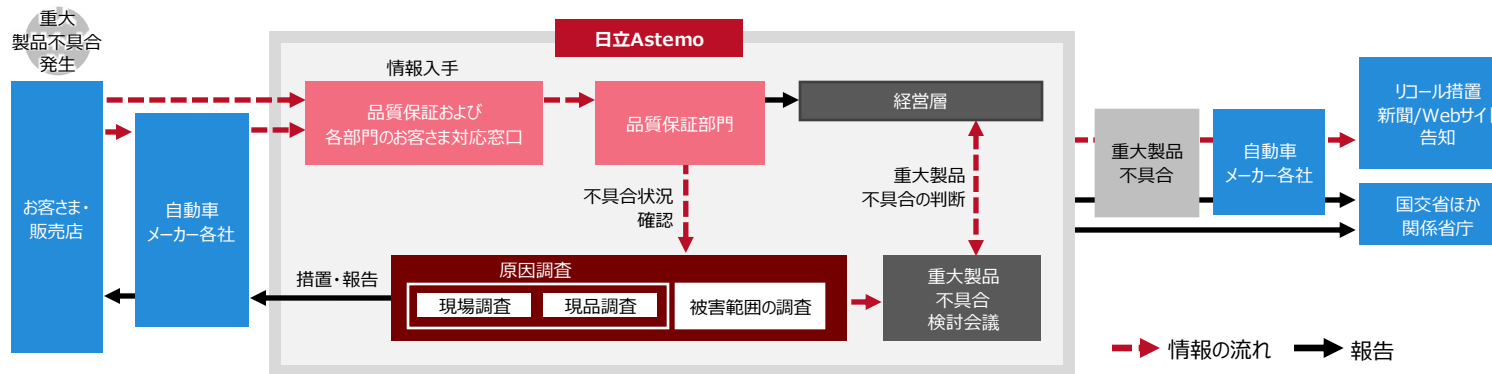 重大
製品不具合
発生
お客さま・
販売店
自動車
メーカー各社
日立Astemo
情報入手
品質保証および
各部門のお客さま対応窓口
品質保証部門
経営層
不具合状況
確認
重大製品
不具合の判断
措置・報告
原因調査
現場調査
現品調査
被害範囲の調査
重大製品
不具合
検討会議
重大製品
不具合
自動車
メーカー各社
リコール措置
新聞/Webサイト
告知
国交省ほか
関係省庁
情報の流れ
報告